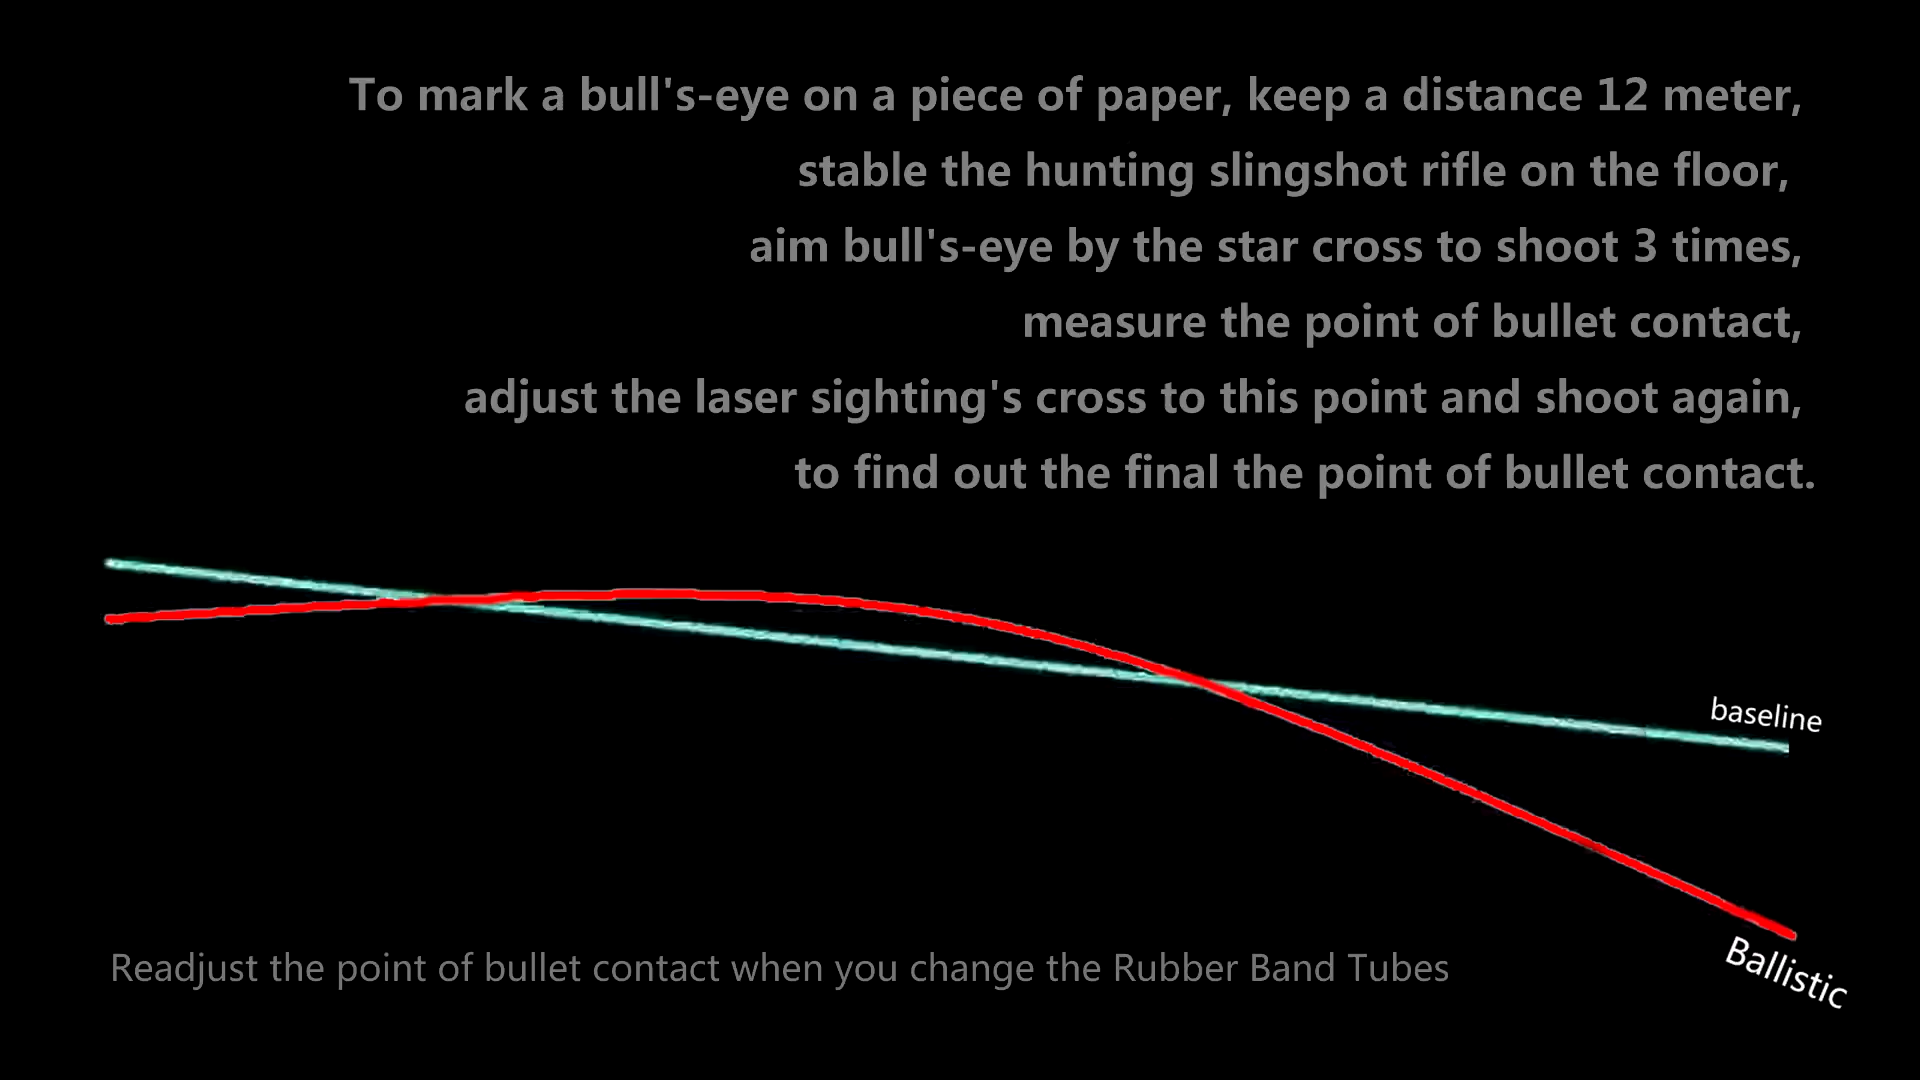 To mark a bull's-eye on a piece of paper, keep a distance 12 meter,
stable the hunting slingshot rifle on the floor,
aim bull's-eye by the star cross to shoot 3 times,
measure the point of bullet contact,
adjust the laser sighting's cross to this point and shoot again,
to find out the final the point of bullet contact.
baseline
Ballistic
Readjust the point of bullet contact when you change the Rubber Band Tubes